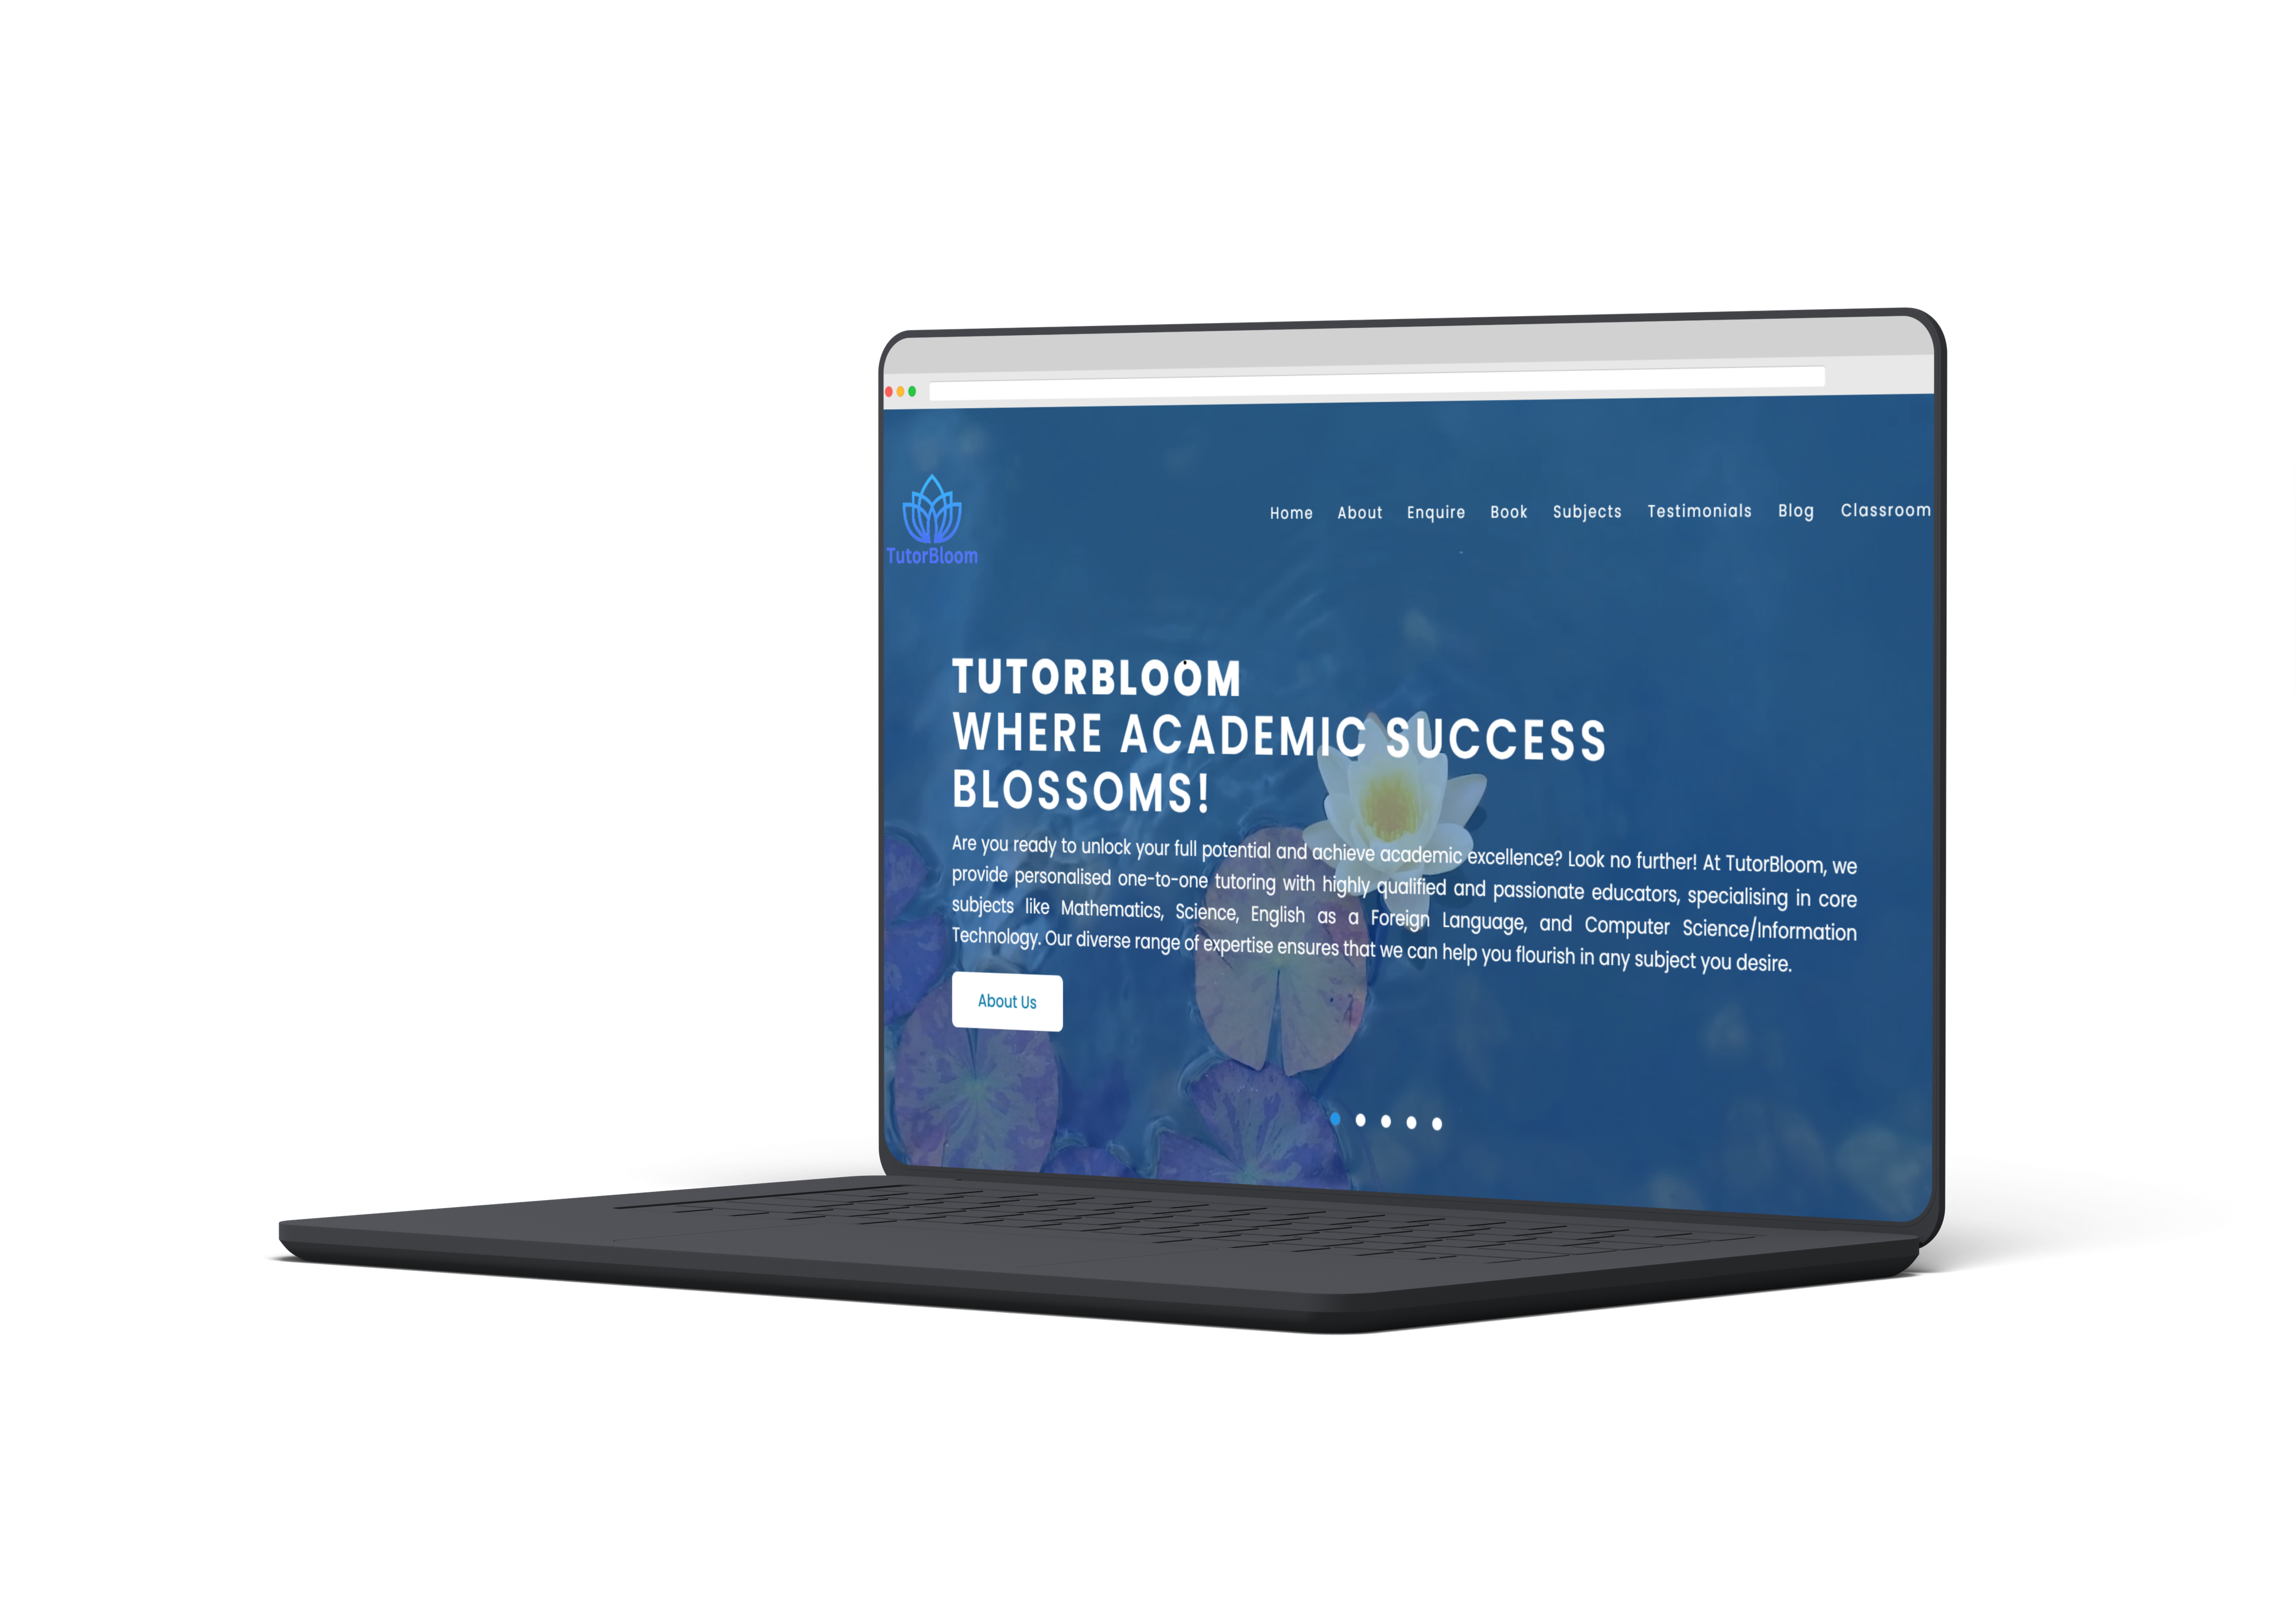 TutorBloom
Home About Enquire Book Subjects Testimonials Blog Classroom
TUTORBLOOM
WHERE ACADEMIC SUCCESS
BLOSSOMS!
Are you ready to unlock your full potential and achieve academic excellence? Look no further! At TutorBloom, we
provide personalised one-to-one tutoring with highly qualified and passionate educators, specialising in core
subjects like Mathematics, Science, English as a Foreign Language, and Computer Science/Information
Technology. Our diverse range of expertise ensures that we can help you flourish in any subject you desire.
About Us